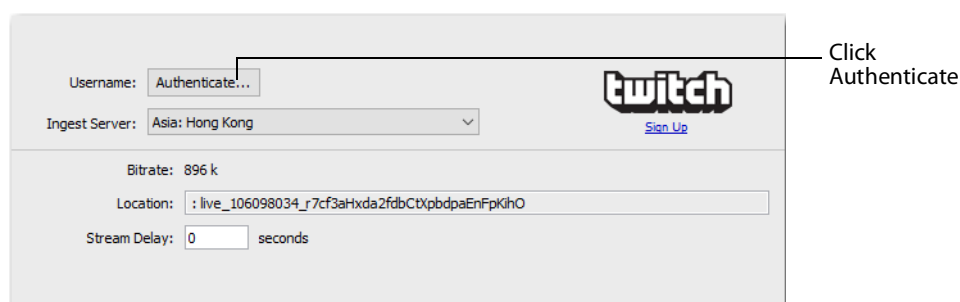 Click
Authenticate
Username: Authenticate...
twitch
Ingest Server: Asia: Hong Kong
Sign Up
Bitrate: 896 k
Location: : live_106098034_r7cf3aHxda2fdbCtXpbdpaEnFpKihO
Stream Delay: 0 seconds